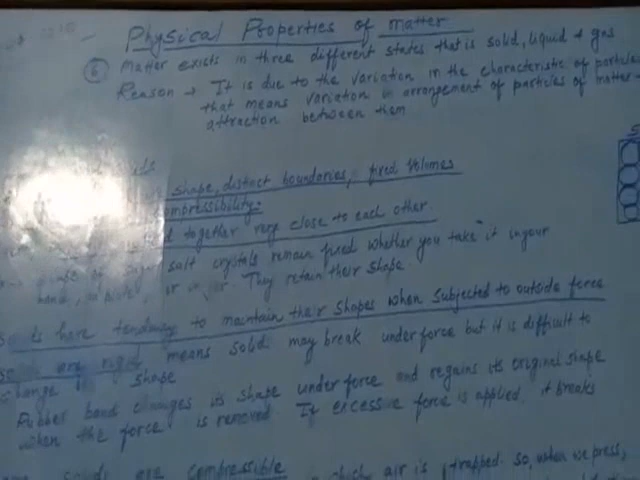 Physical Properties of matter
6 matter exists in three different states that is solid, liquid & gas
Reason → It is due to the variation in the characteristic of particles
that means variation in arrangement of particles of matter
attraction between them
shape, distinct boundaries, fixed volumes
compressibility:
together very close to each other
salt crystals remain fixed whether you take it in your
hand, They retain their shape
have tendency to maintain their shapes when subjected to outside force
are rigid means solid may break under force but it is difficult to
change shape
Rubber band changes its shape under force and regains its original shape
when the force is removed. If excessive force is applied, it breaks
solids are compressible
which air is trapped. so, when we press,